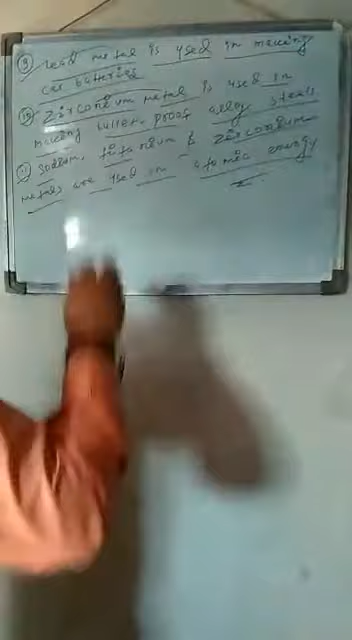 ⑨ Lead metal is used in making
car batteries
⑩ Zirconium metal is used in
making bullet proof alloy steels
⑪ Sodium, titanium & Zirconium
metals are used in atomic energy